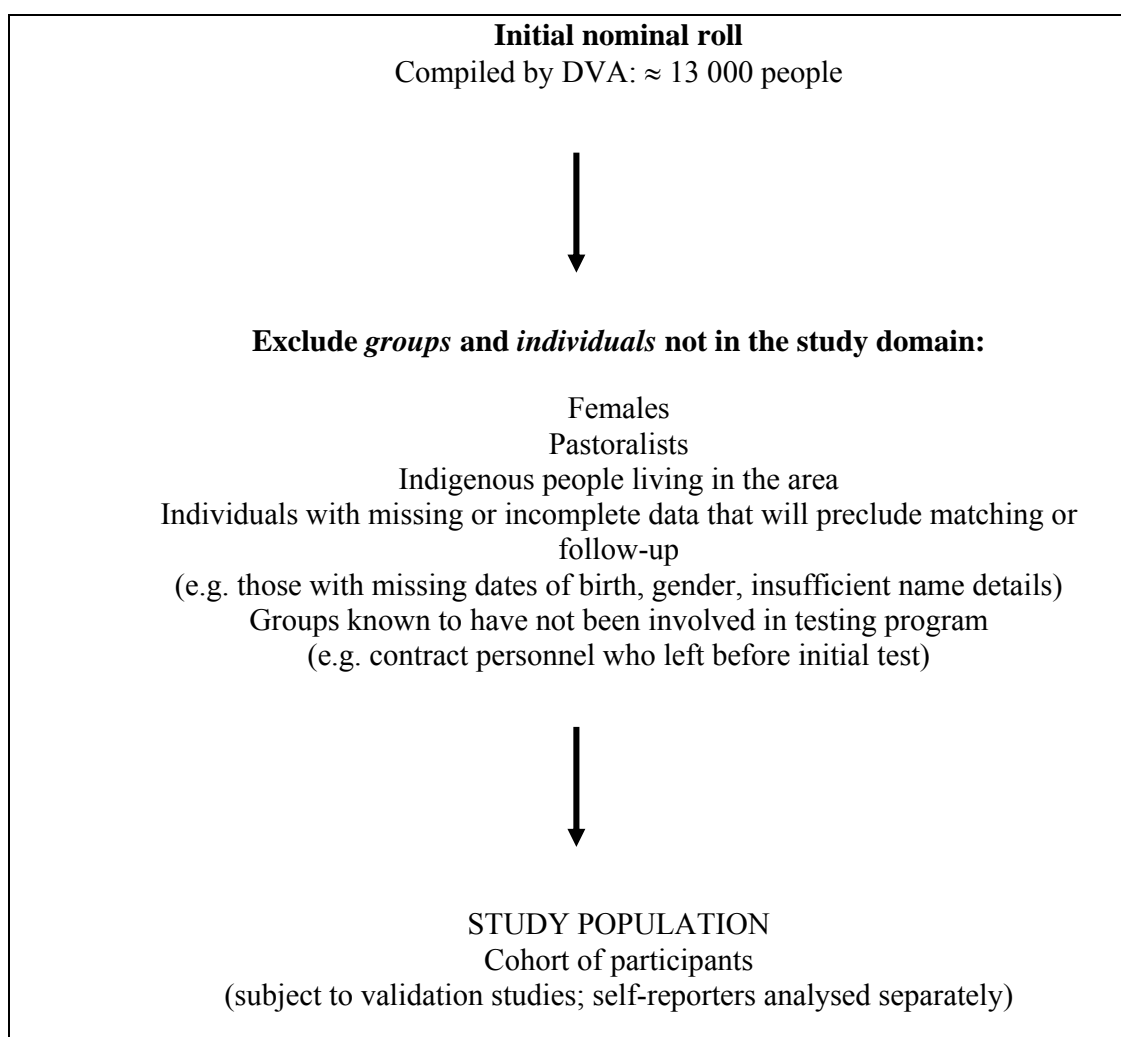 Initial nominal roll
Compiled by DVA: ≈ 13 000 people
Exclude groups and individuals not in the study domain:
Females
Pastoralists
Indigenous people living in the area
Individuals with missing or incomplete data that will preclude matching or
follow-up
(e.g. those with missing dates of birth, gender, insufficient name details)
Groups known to have not been involved in testing program
(e.g. contract personnel who left before initial test)
STUDY POPULATION
Cohort of participants
(subject to validation studies; self-reporters analysed separately)